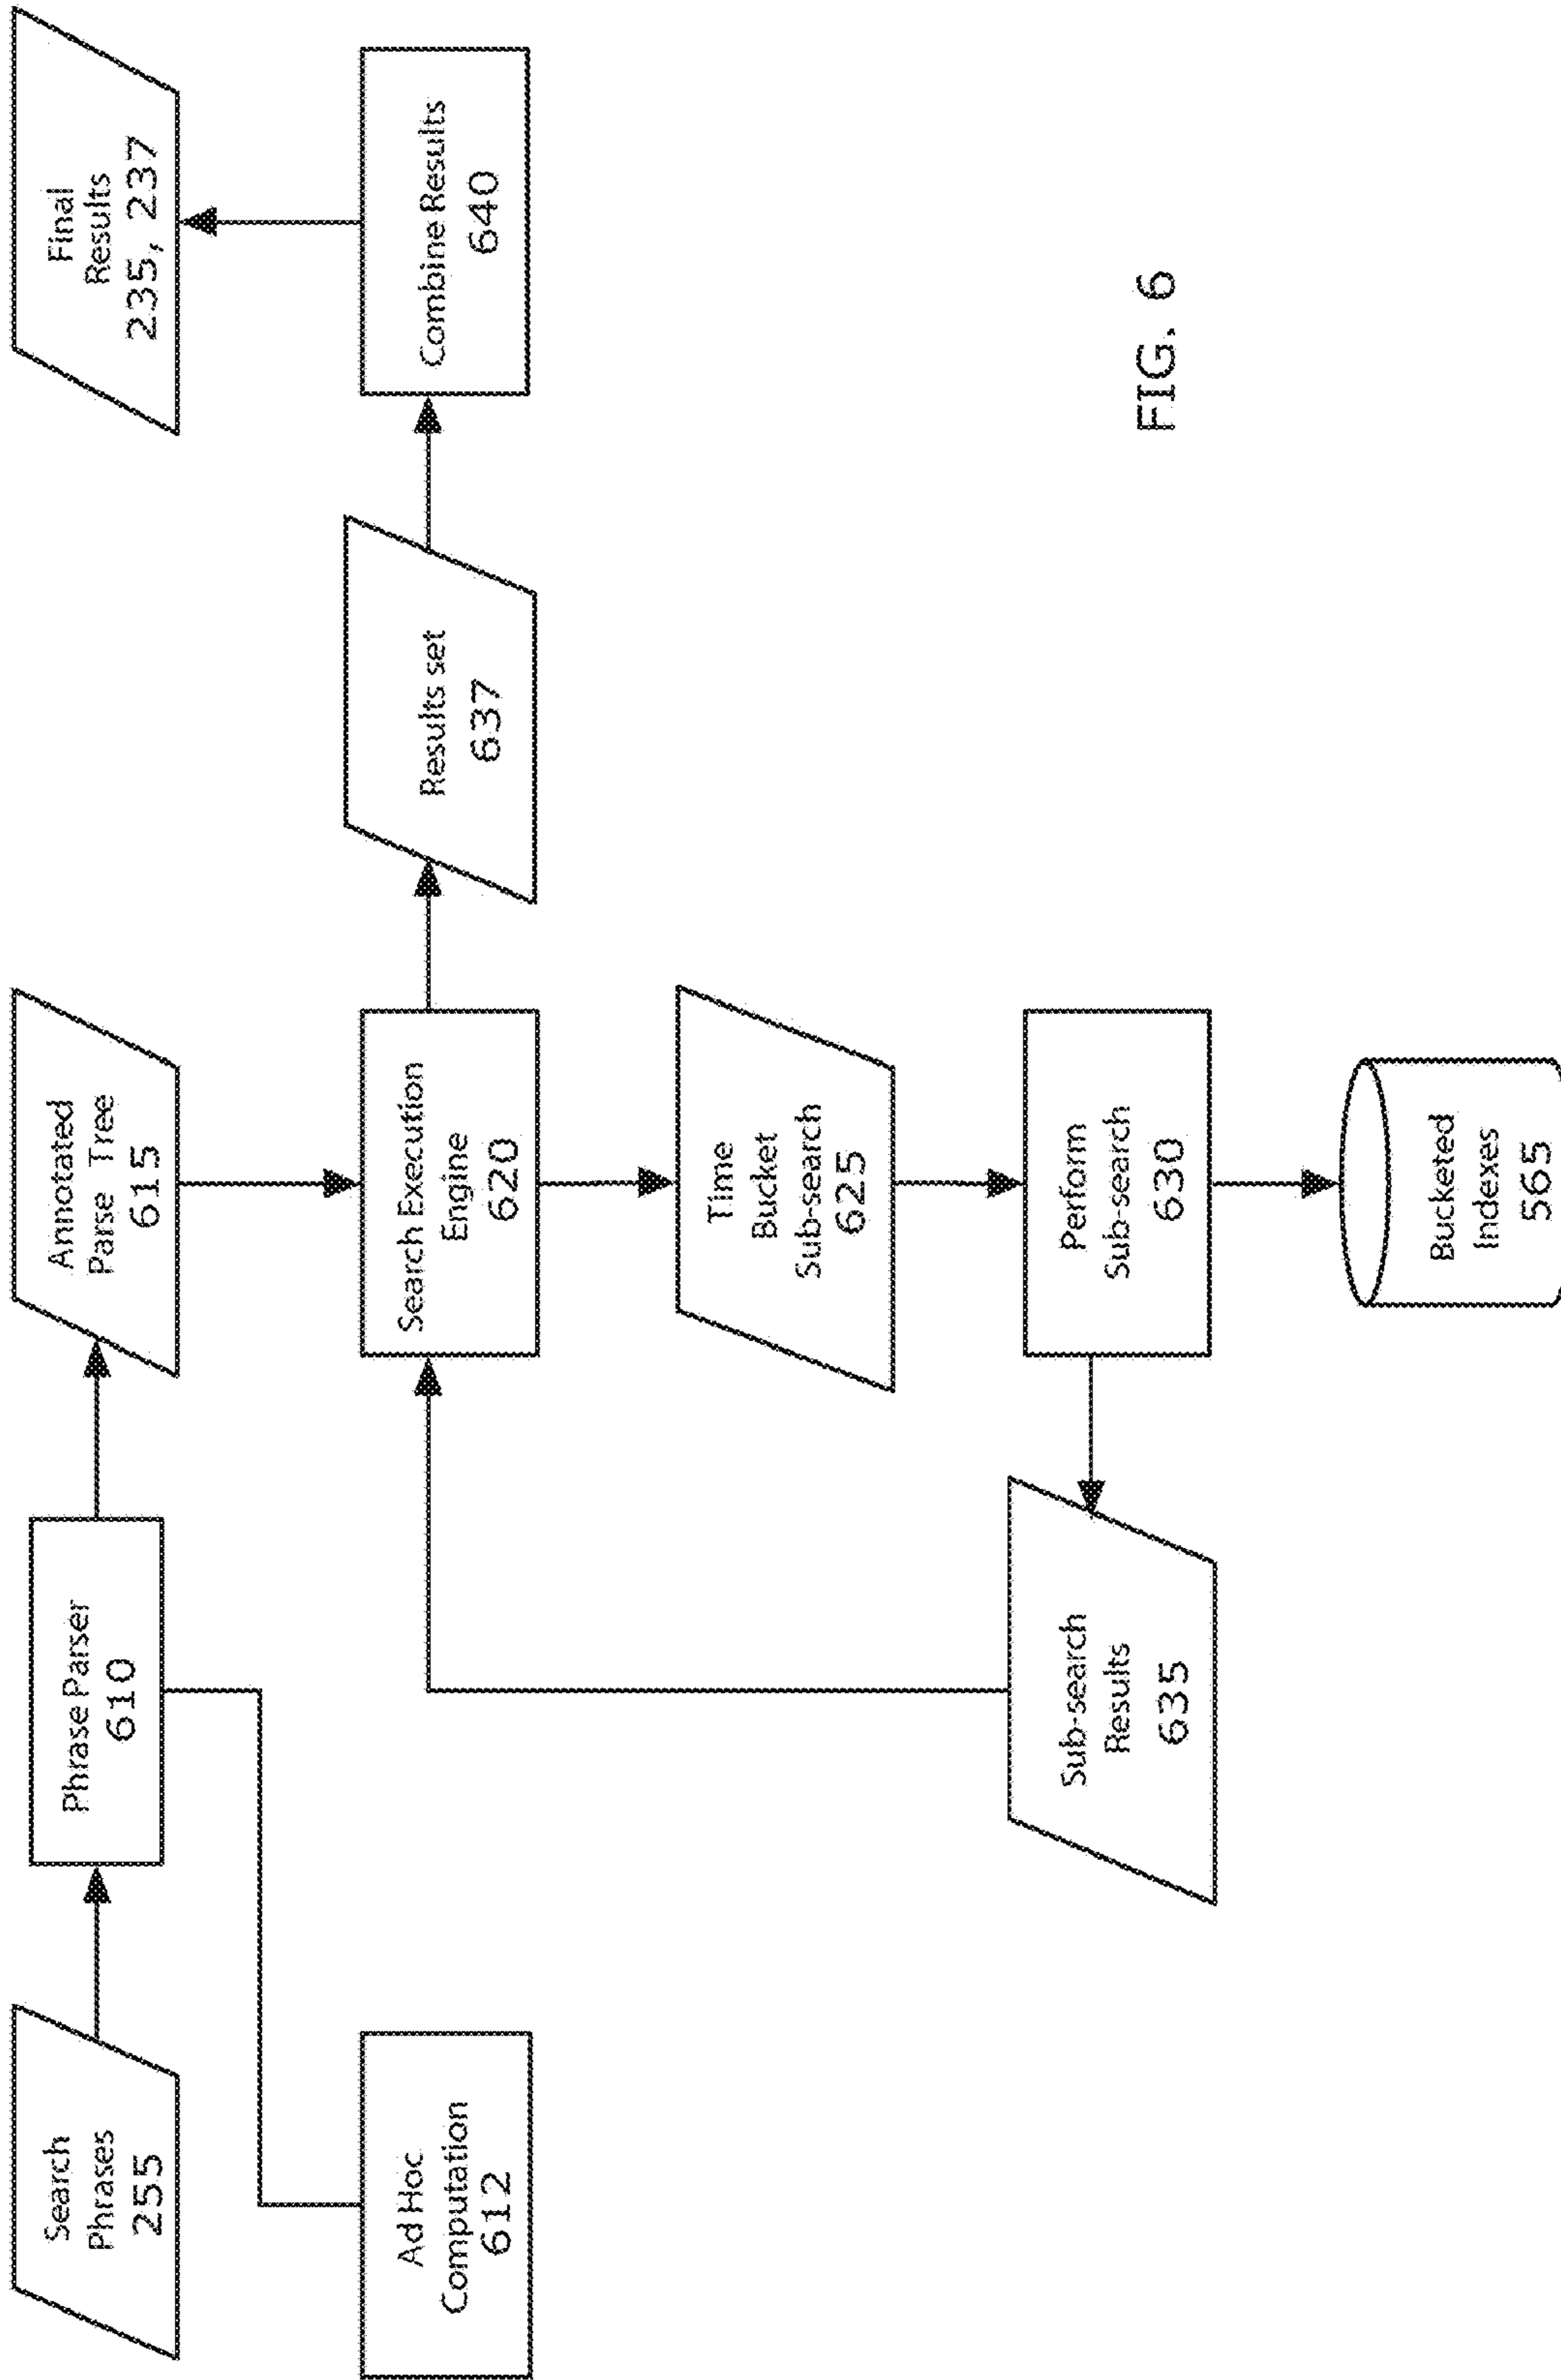 Search
Phrases
255
Phrase Parser
610
Annotated
Parse Tree
615
Final
Results
235, 237
Ad Hoc
Computation
612
Search Execution
Engine
620
Results set
637
Combine Results
640
Time
Bucket
Sub-search
625
Sub-search
Results
635
Perform
Sub-search
630
Bucketed
Indexes
565
FIG. 6